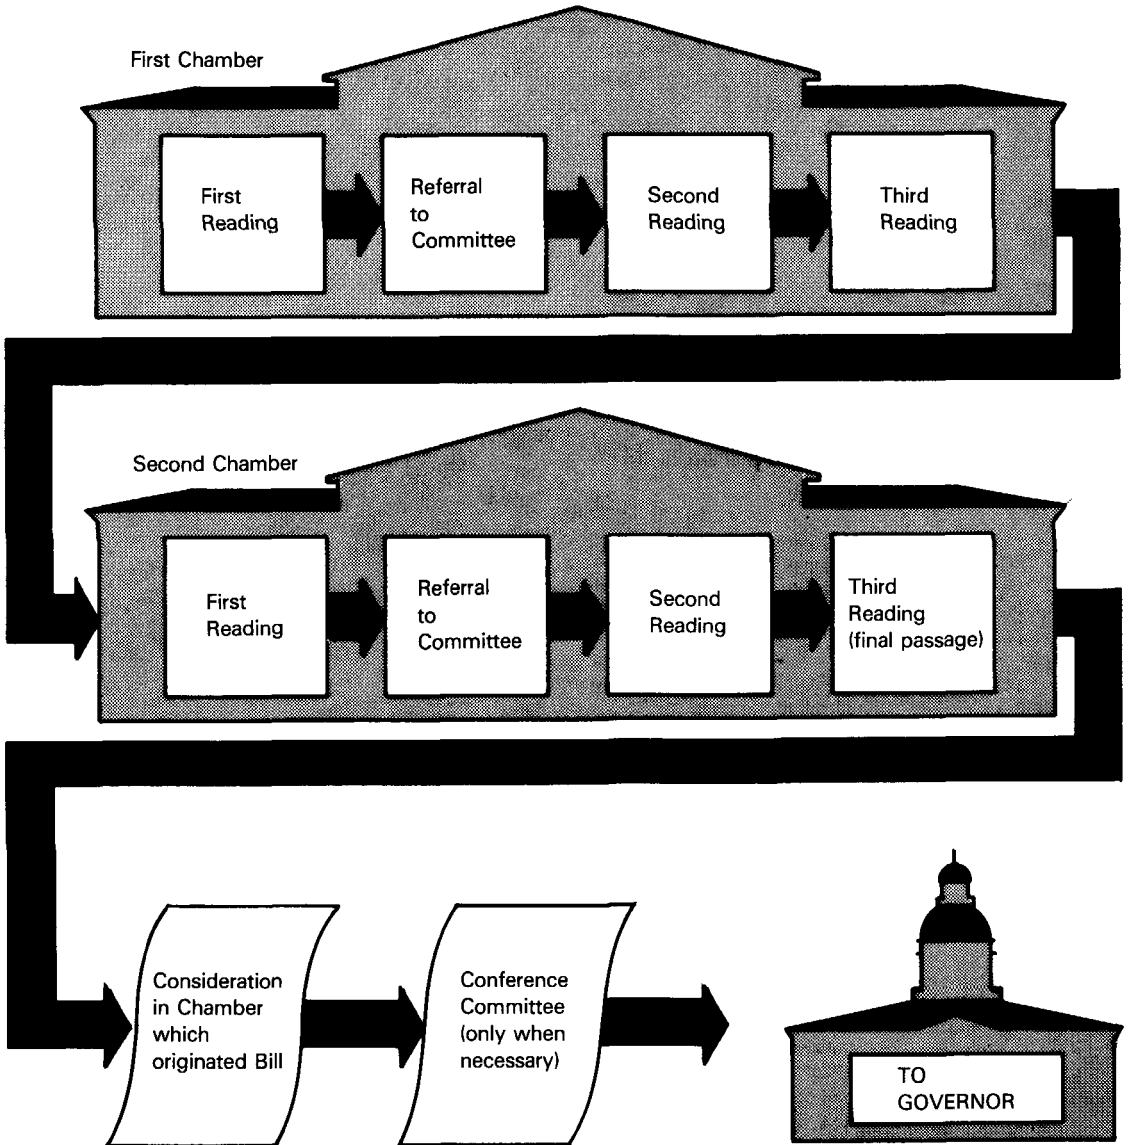 First Chamber
First
Reading
Referral
to
Committee
Second
Reading
Third
Reading
Second Chamber
First
Reading
Referral
to
Committee
Second
Reading
Third
Reading
(final passage)
Consideration
in Chamber
which
originated Bill
Conference
Committee
(only when
necessary)
TO
GOVERNOR